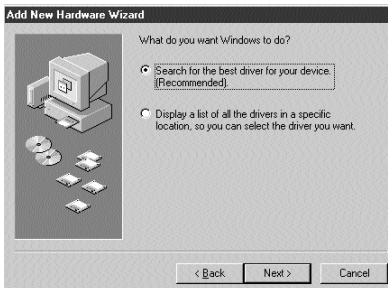 Add New Hardware Wizard
What do you want Windows to do?
Search for the best driver for your device.
(Recommended).
Display a list of all the drivers in a specific
location, so you can select the driver you want.
< Back
Next >
Cancel